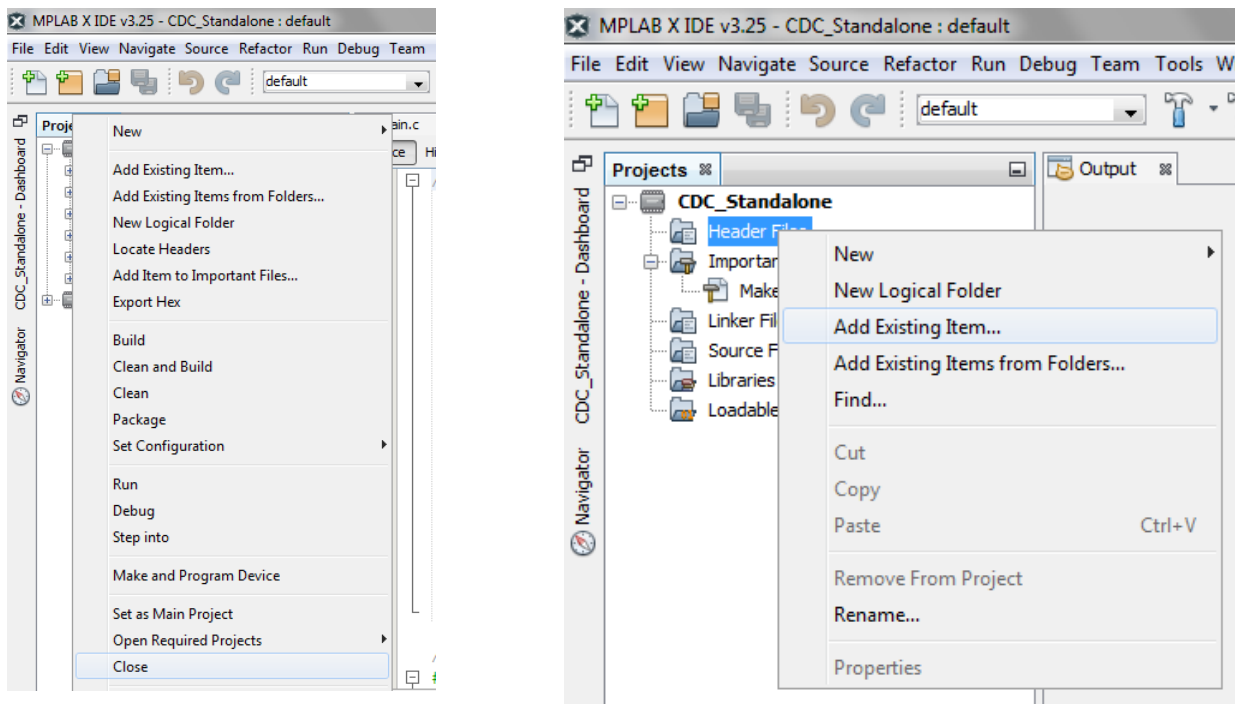 MPLAB X IDE v3.25 - CDC_Standalone : default
File Edit View Navigate Source Refactor Run Debug Team
default
Proje
ain.c
ce Hi
CDC_Standalone - Dashboard
Navigator
New
Add Existing Item...
Add Existing Items from Folders...
New Logical Folder
Locate Headers
Add Item to Important Files...
Export Hex
Build
Clean and Build
Clean
Package
Set Configuration
Run
Debug
Step into
Make and Program Device
Set as Main Project
Open Required Projects
Close
MPLAB X IDE v3.25 - CDC_Standalone : default
File Edit View Navigate Source Refactor Run Debug Team Tools W
default
Projects
Output
CDC_Standalone - Dashboard
Navigator
CDC_Standalone
Header Files
Importan
Make
Linker Fil
Source F
Libraries
Loadable
New
New Logical Folder
Add Existing Item...
Add Existing Items from Folders...
Find...
Cut
Copy
Paste Ctrl+V
Remove From Project
Rename...
Properties